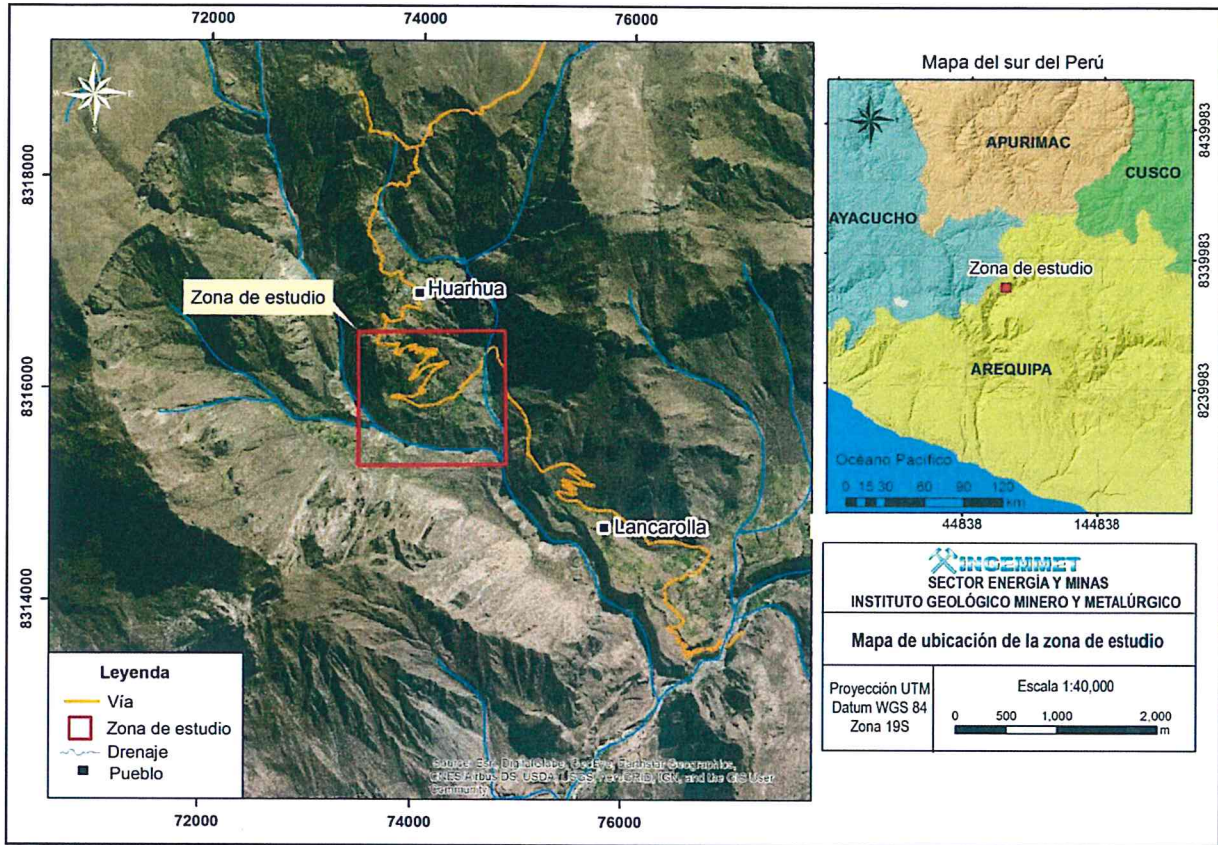 72000
74000
76000
8318000
8316000
8314000
W
E
S
Zona de estudio
Huarhua
Lancarolla
Leyenda
Vía
Zona de estudio
Drenaje
Pueblo
Community
72000
74000
76000
Mapa del sur del Perú
APURIMAC
CUSCO
AYACUCHO
Zona de estudio
AREQUIPA
Océano Pacífico
0 15 30 60 90 120
km
8439983
8339983
8239983
44838
144838
INGEMMET
SECTOR ENERGÍA Y MINAS
INSTITUTO GEOLÓGICO MINERO Y METALÚRGICO
Mapa de ubicación de la zona de estudio
Proyección UTM
Datum WGS 84
Zona 19S
Escala 1:40,000
0 500 1,000 2,000
m